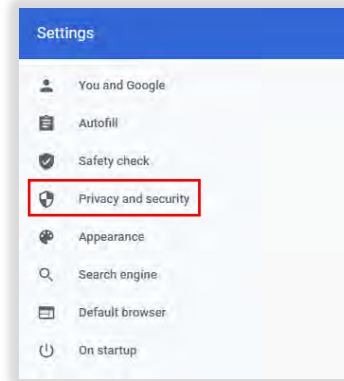 Settings
You and Google
Autofill
Safety check
Privacy and security
Appearance
Search engine
Default browser
On startup